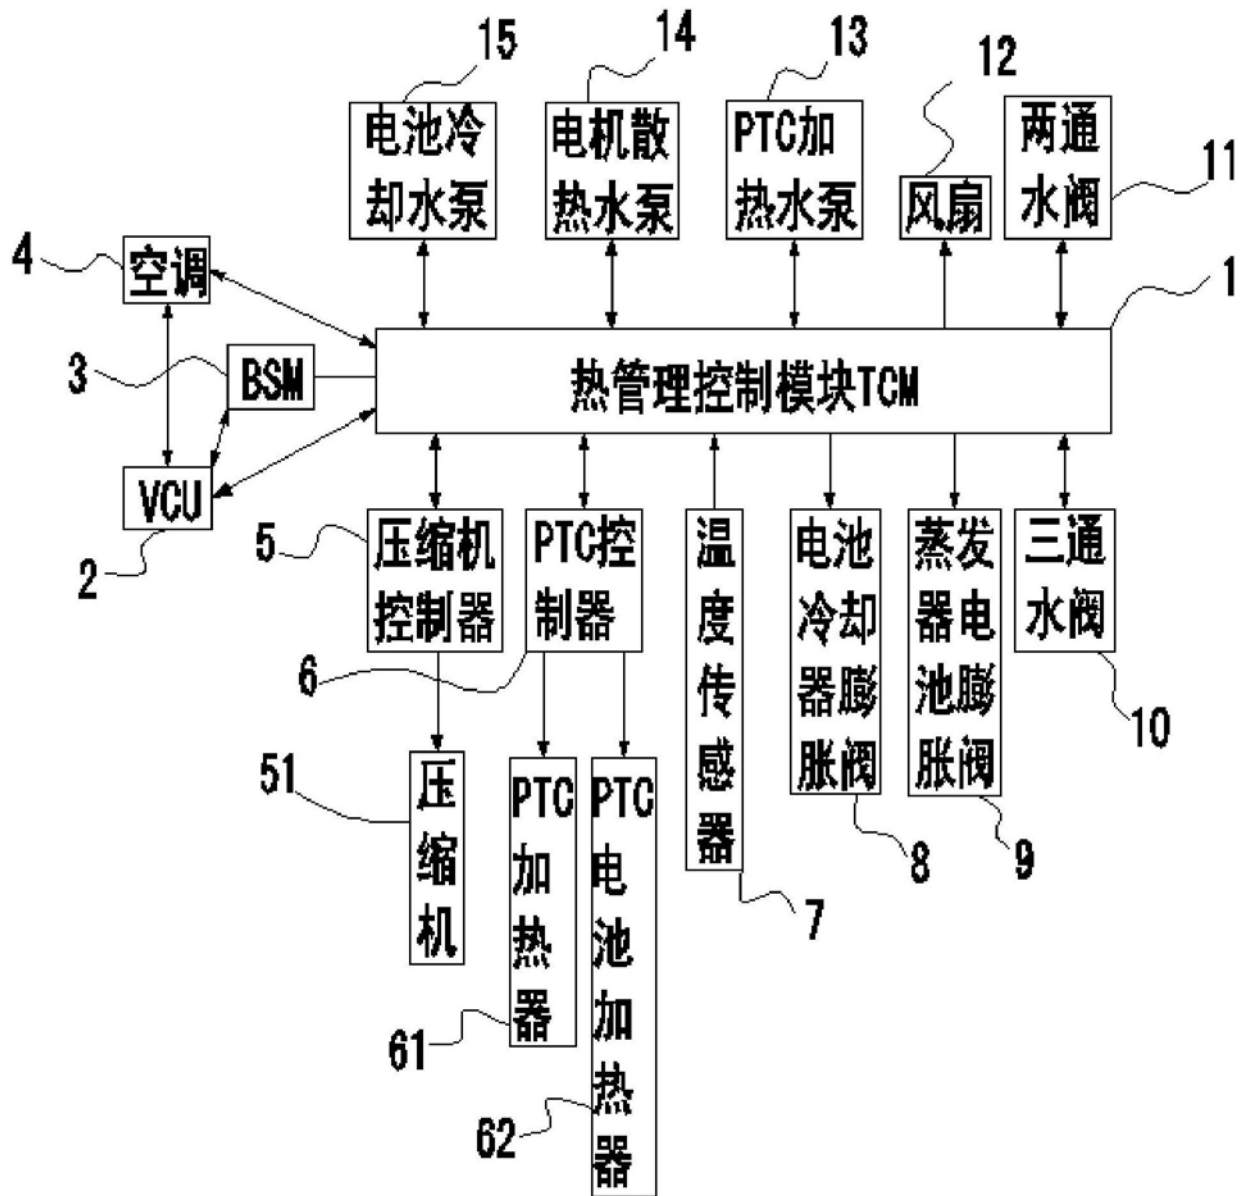 15
14
13
12
11
电池冷
却水泵
电机散
热水泵
PTC加
热水泵
风扇
两通
水阀
4
空调
1
3
BSM
热管理控制模块TCM
VCU
2
5
压缩机
控制器
PTC控
制器
6
温
度
传
感
器
电池
冷却
器膨
胀阀
蒸发
器电
池膨
胀阀
三通
水阀
10
51
压
缩
机
PTC
加
热
器
PTC
电
池
加
热
器
7
8
9
61
62